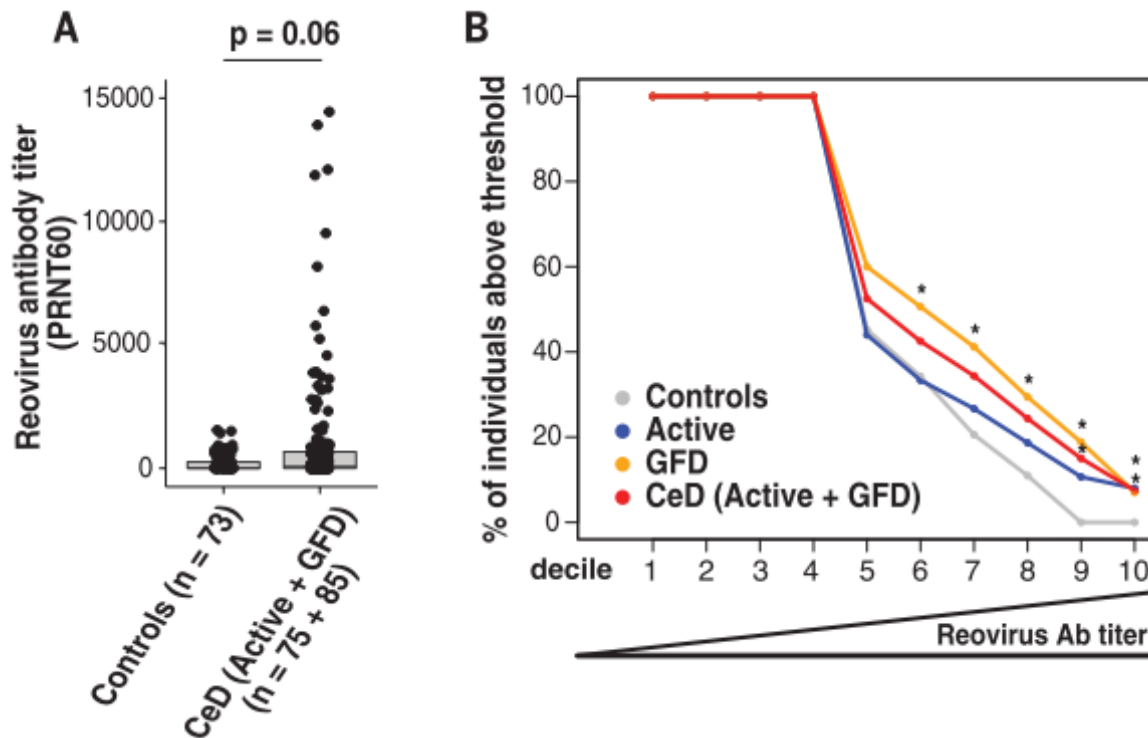 A
p = 0.06
Reovirus antibody titer
(PRNT60)
15000
10000
5000
0
Controls (n = 73)
CeD (Active + GFD)
(n = 75 + 85)
B
% of individuals above threshold
100
80
60
40
20
0
* * * * * * *
Controls
Active
GFD
CeD (Active + GFD)
decile 1 2 3 4 5 6 7 8 9 10
Reovirus Ab titer